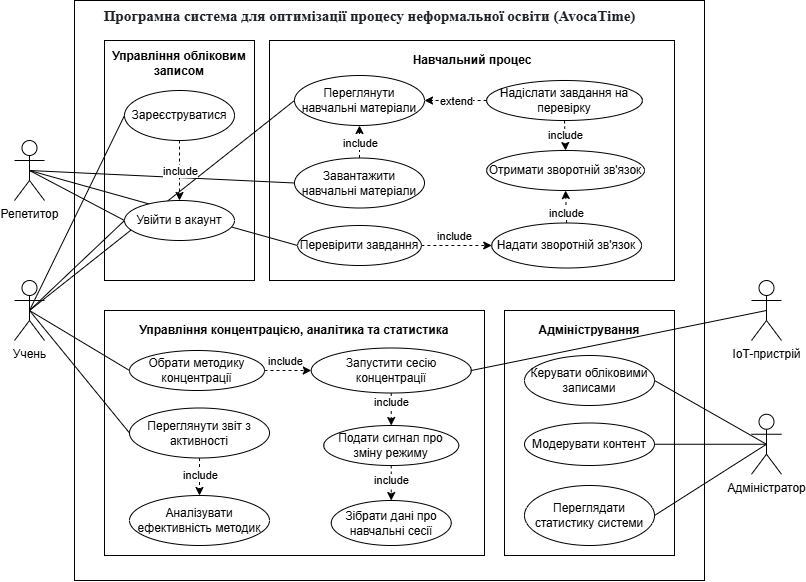 Програмна система для оптимізації процесу неформальної освіти (AvocaTime)
Управління обліковим
записом
Зареєструватися
include
Увійти в акаунт
Навчальний процес
Переглянути
навчальні матеріали
extend
Надіслати завдання на
перевірку
include
include
Завантажити
навчальні матеріали
Отримати зворотній зв'язок
include
Перевірити завдання
include
Надати зворотній зв'язок
Репетитор
Учень
Управління концентрацією, аналітика та статистика
Обрати методику
концентрації
include
Запустити сесію
концентрації
include
Переглянути звіт з
активності
Подати сигнал про
зміну режиму
include
include
Аналізувати
ефективність методик
Зібрати дані про
навчальні сесії
Адміністрування
Керувати обліковими
записами
Модерувати контент
Переглядати
статистику системи
IoT-пристрій
Адміністратор